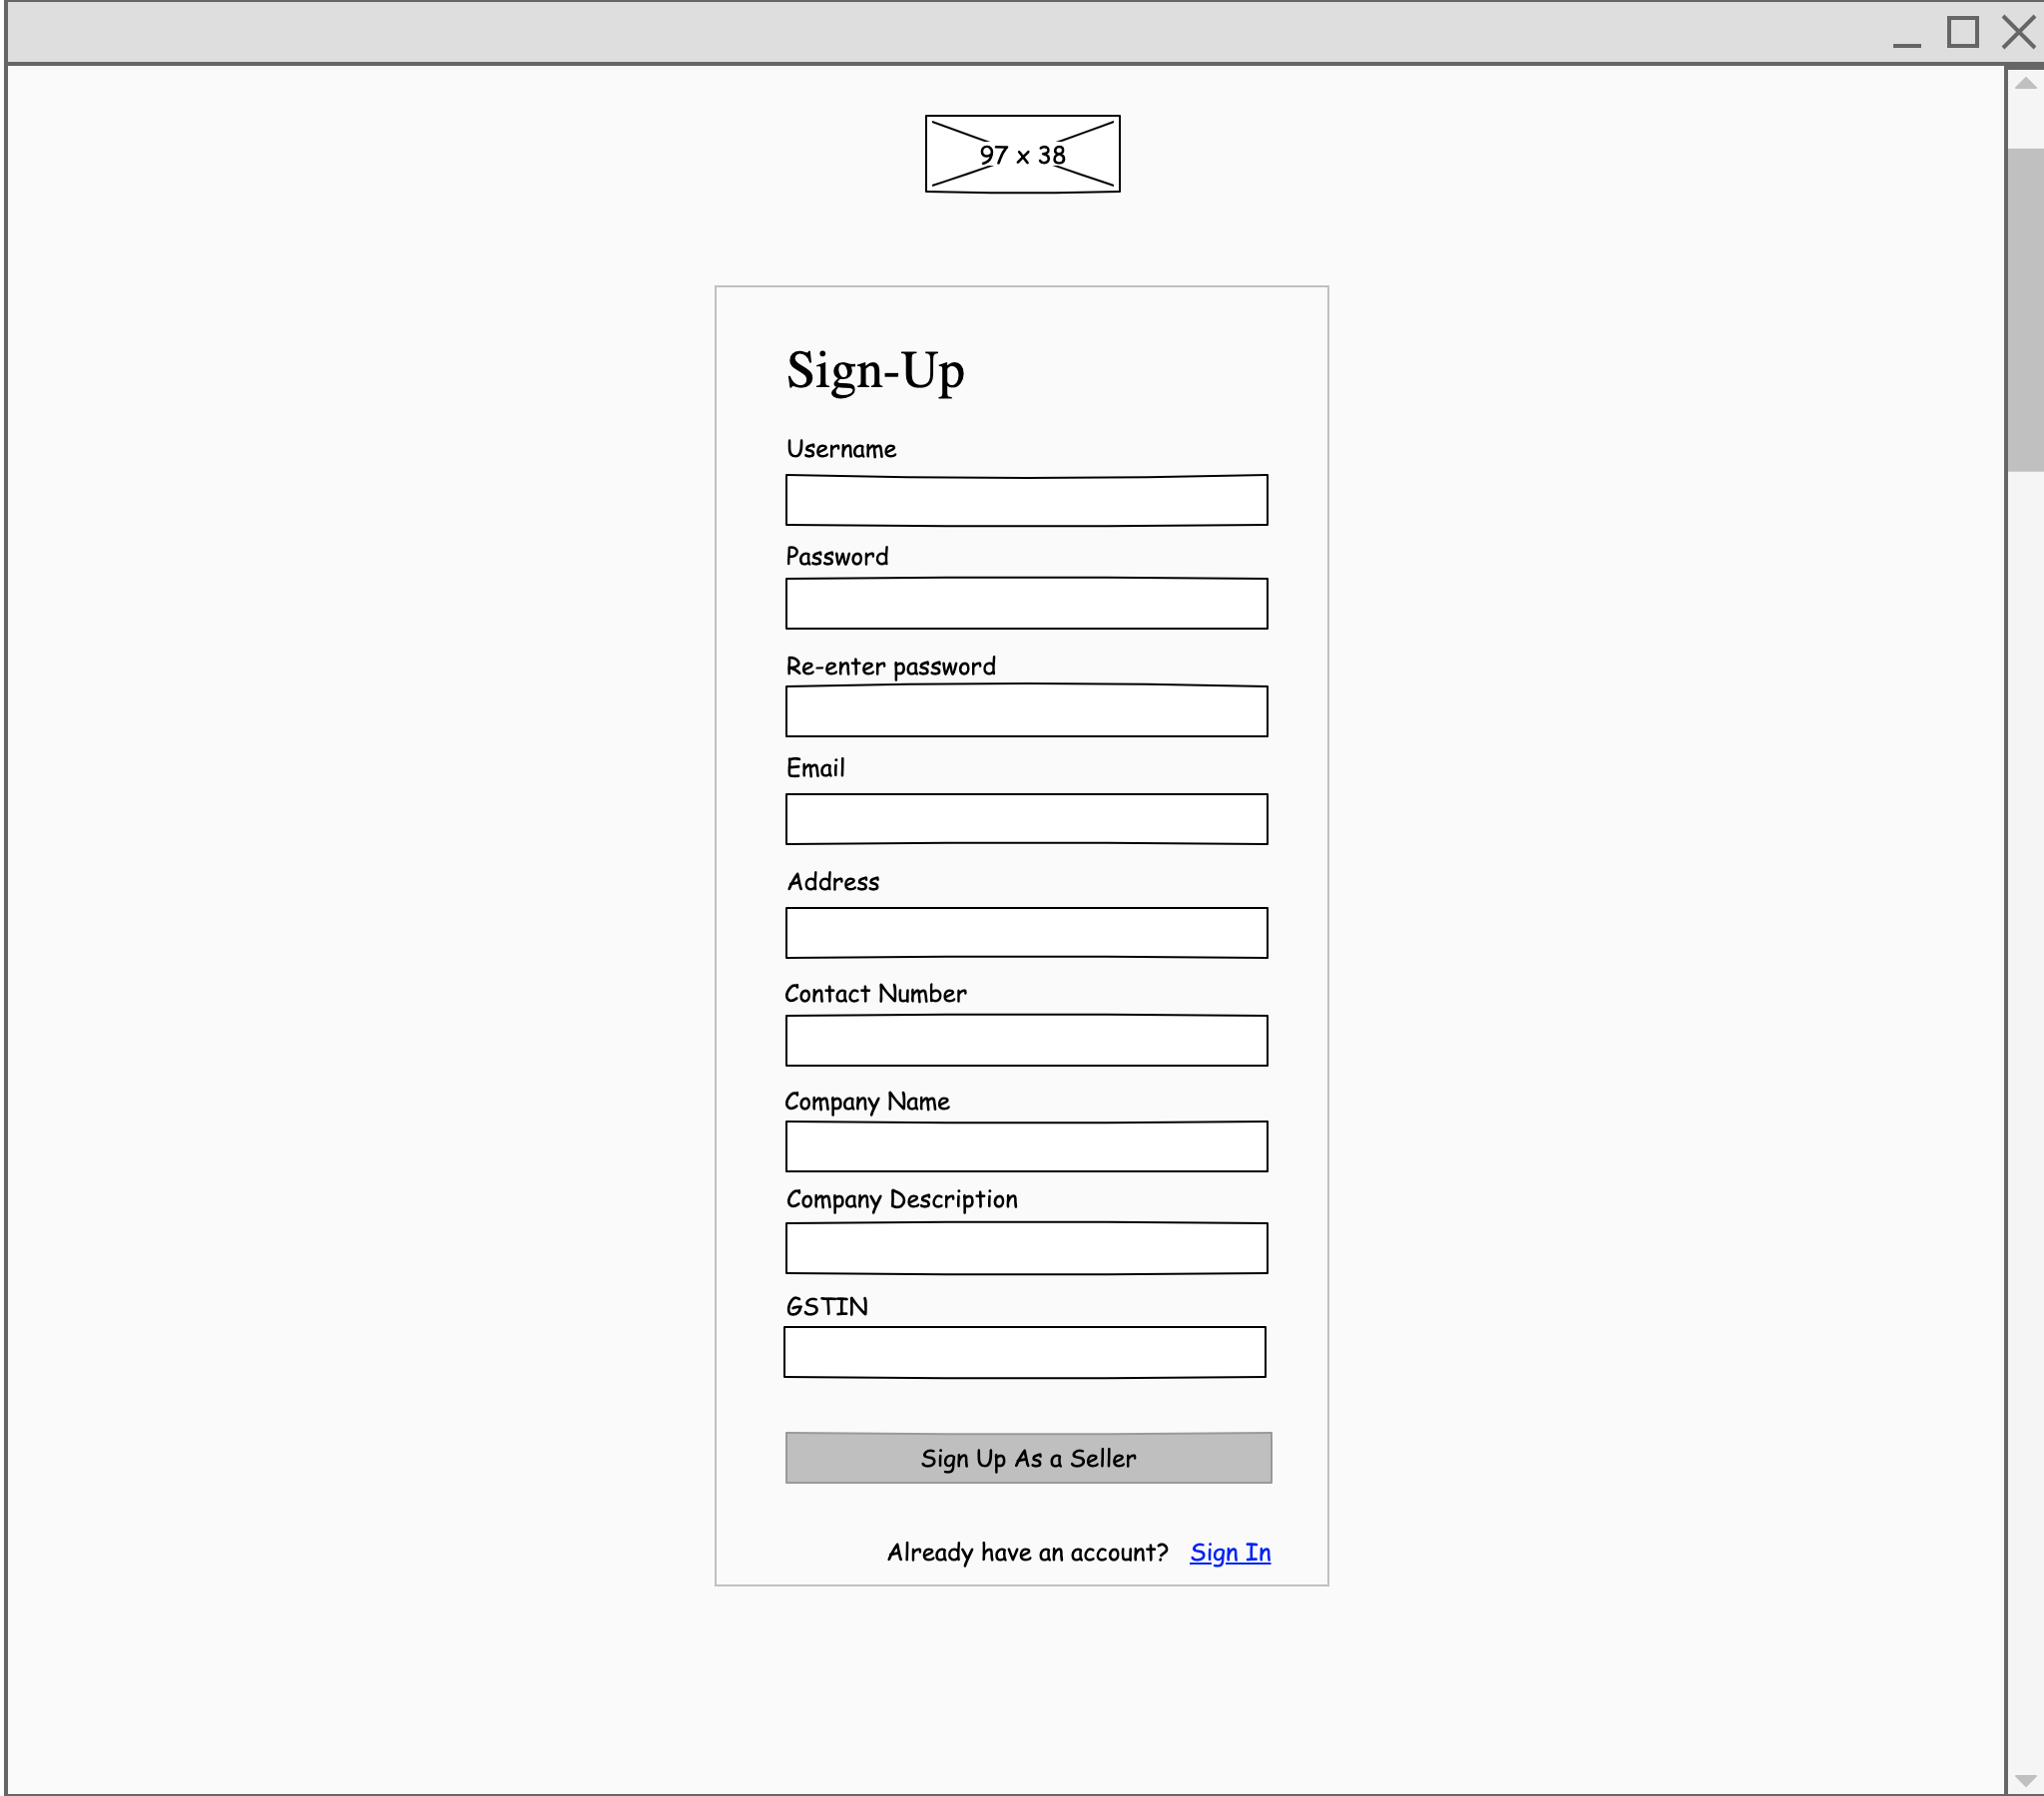 97 x 38
Sign-Up
Username
Password
Re-enter password
Email
Address
Contact Number
Company Name
Company Description
GSTIN
Sign Up As a Seller
Already have an account? Sign In